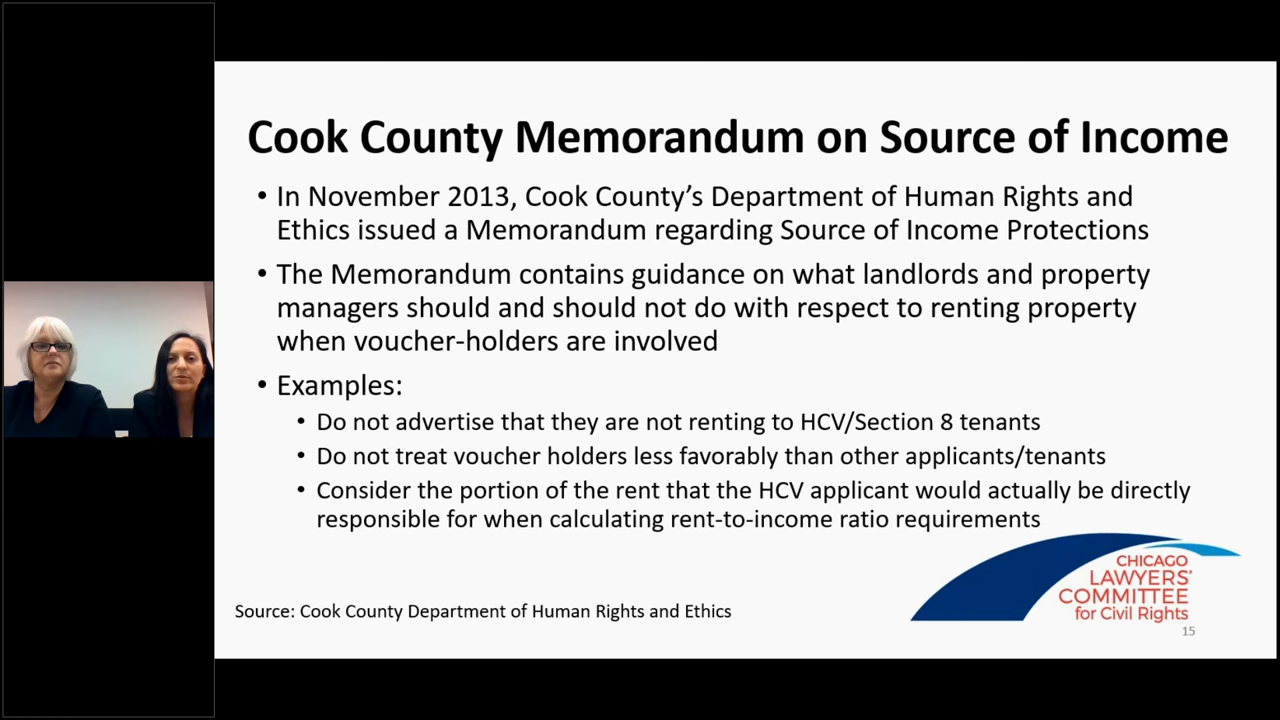 Cook County Memorandum on Source of Income
• In November 2013, Cook County’s Department of Human Rights and
Ethics issued a Memorandum regarding Source of Income Protections
• The Memorandum contains guidance on what landlords and property
managers should and should not do with respect to renting property
when voucher-holders are involved
• Examples:
• Do not advertise that they are not renting to HCV/Section 8 tenants
• Do not treat voucher holders less favorably than other applicants/tenants
• Consider the portion of the rent that the HCV applicant would actually be directly
responsible for when calculating rent-to-income ratio requirements
CHICAGO
LAWYERS’
COMMITTEE
for Civil Rights
Source: Cook County Department of Human Rights and Ethics
15